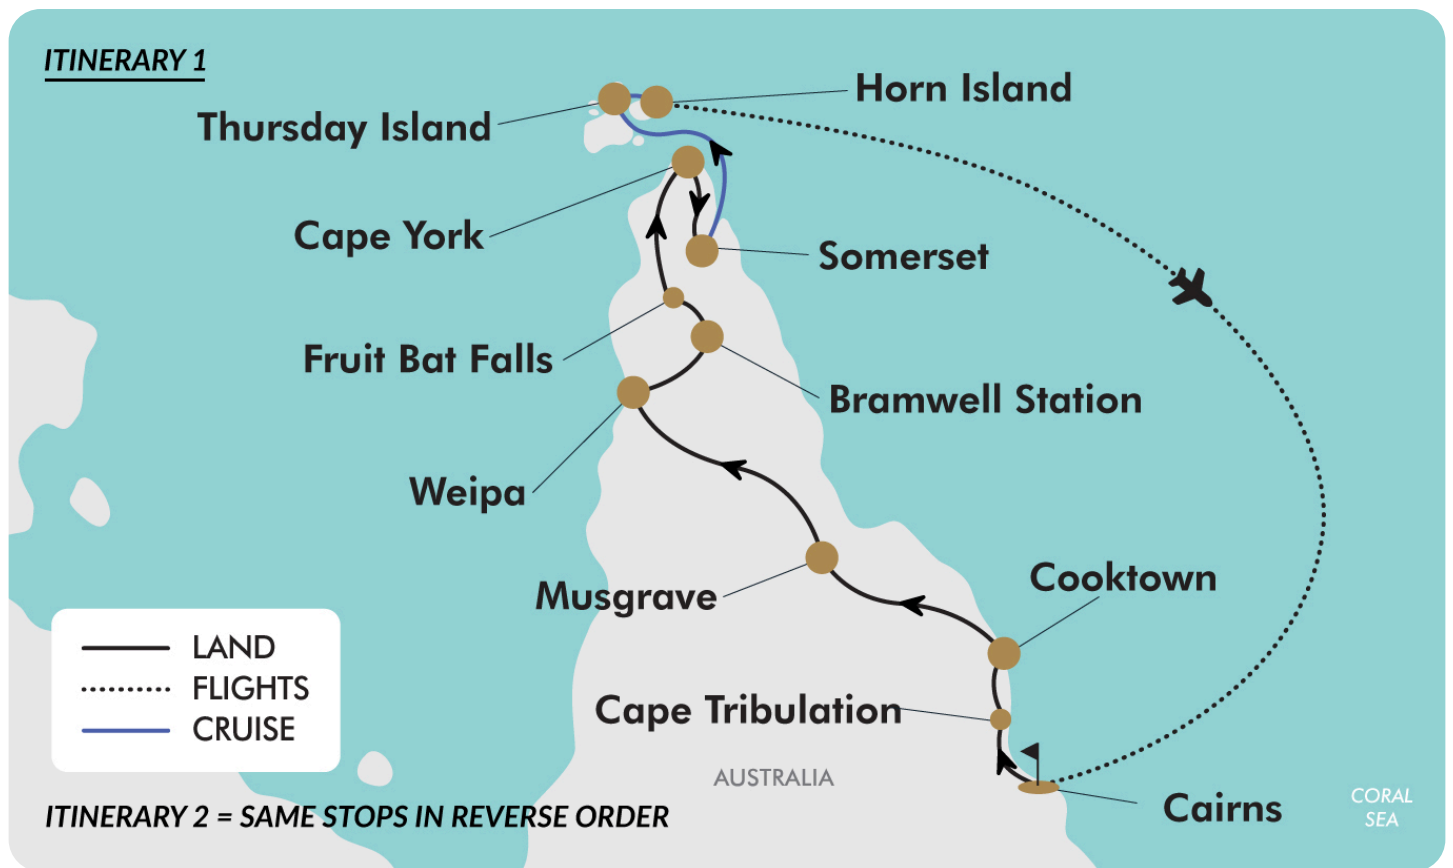 ITINERARY 1
Horn Island
Thursday Island
Cape York
Somerset
Fruit Bat Falls
Bramwell Station
Weipa
Cooktown
Musgrave
LAND
FLIGHTS
CRUISE
Cape Tribulation
AUSTRALIA
Cairns
CORAL
SEA
ITINERARY 2 = SAME STOPS IN REVERSE ORDER